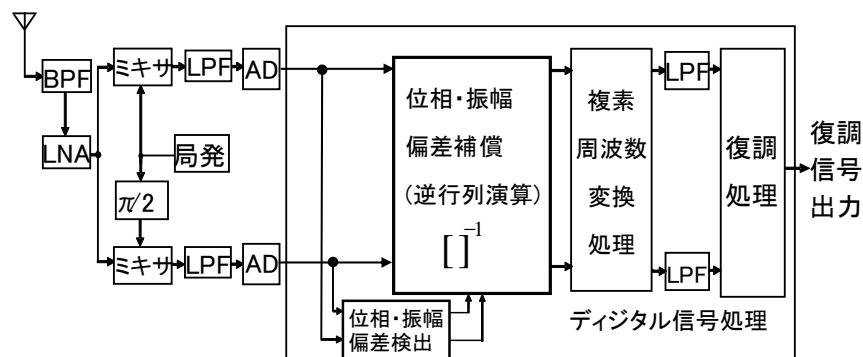 BPF
LNA
ミキサ
LPF
AD
局発
π/2
ミキサ
LPF
AD
位相・振幅
偏差補償
(逆行列演算)
[ ]⁻¹
位相・振幅
偏差検出
複素
周波数
変換
処理
LPF
LPF
復調
処理
ディジタル信号処理
復調
信号
出力